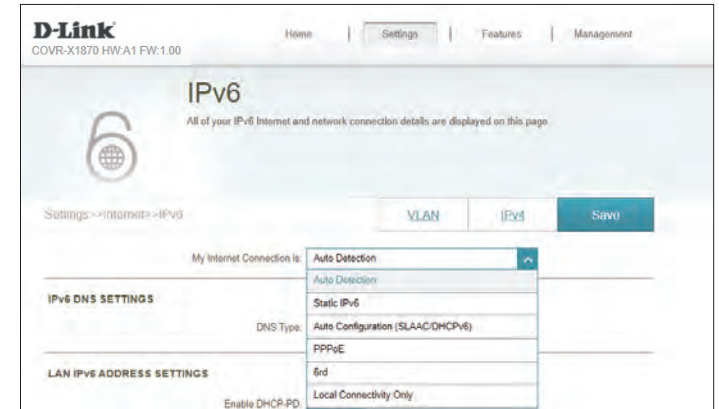 D-Link
COVR-X1870 HW:A1 FW:1.00
Home | Settings | Features | Management
IPv6
All of your IPv6 Internet and network connection details are displayed on this page.
Settings>>Internet>>IPv6
VLAN IPv4 Save
My Internet Connection is: Auto Detection
Auto Detection
IPv6 DNS SETTINGS
Static IPv6
DNS Type: Auto Configuration (SLAAC/DHCPv6)
PPPoE
LAN IPv6 ADDRESS SETTINGS
6rd
Local Connectivity Only
Enable DHCP-PD: